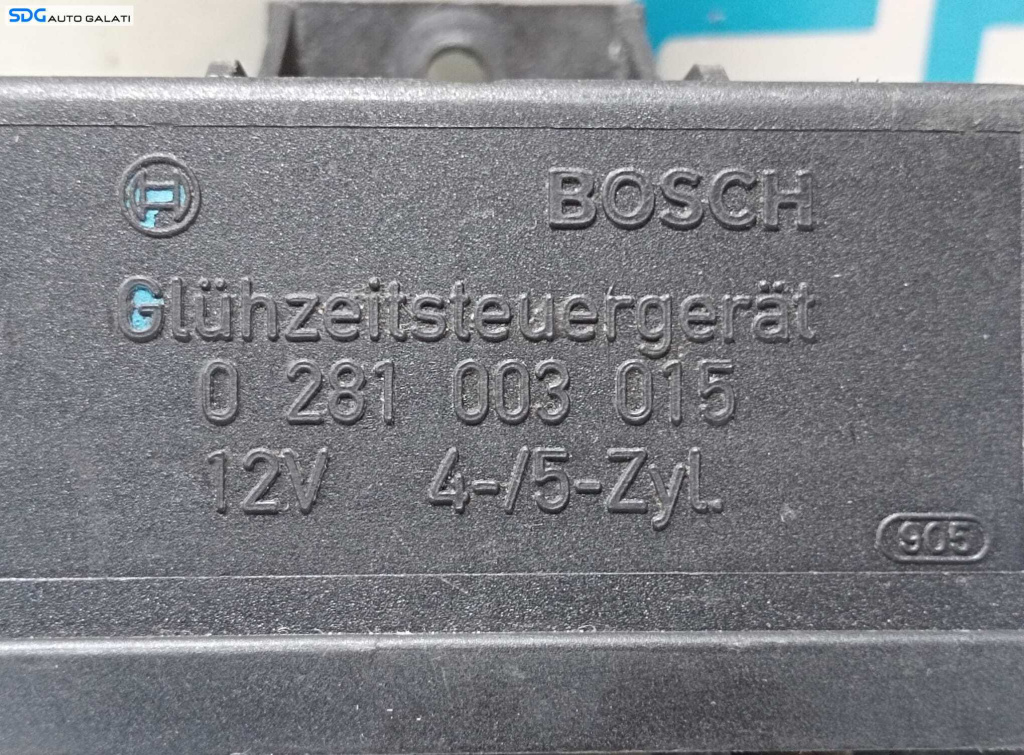 SDG AUTO GALATI
BOSCH
Glühzeitsteuergerät
0 281 003 015
12V 4-/5-Zyl.
905